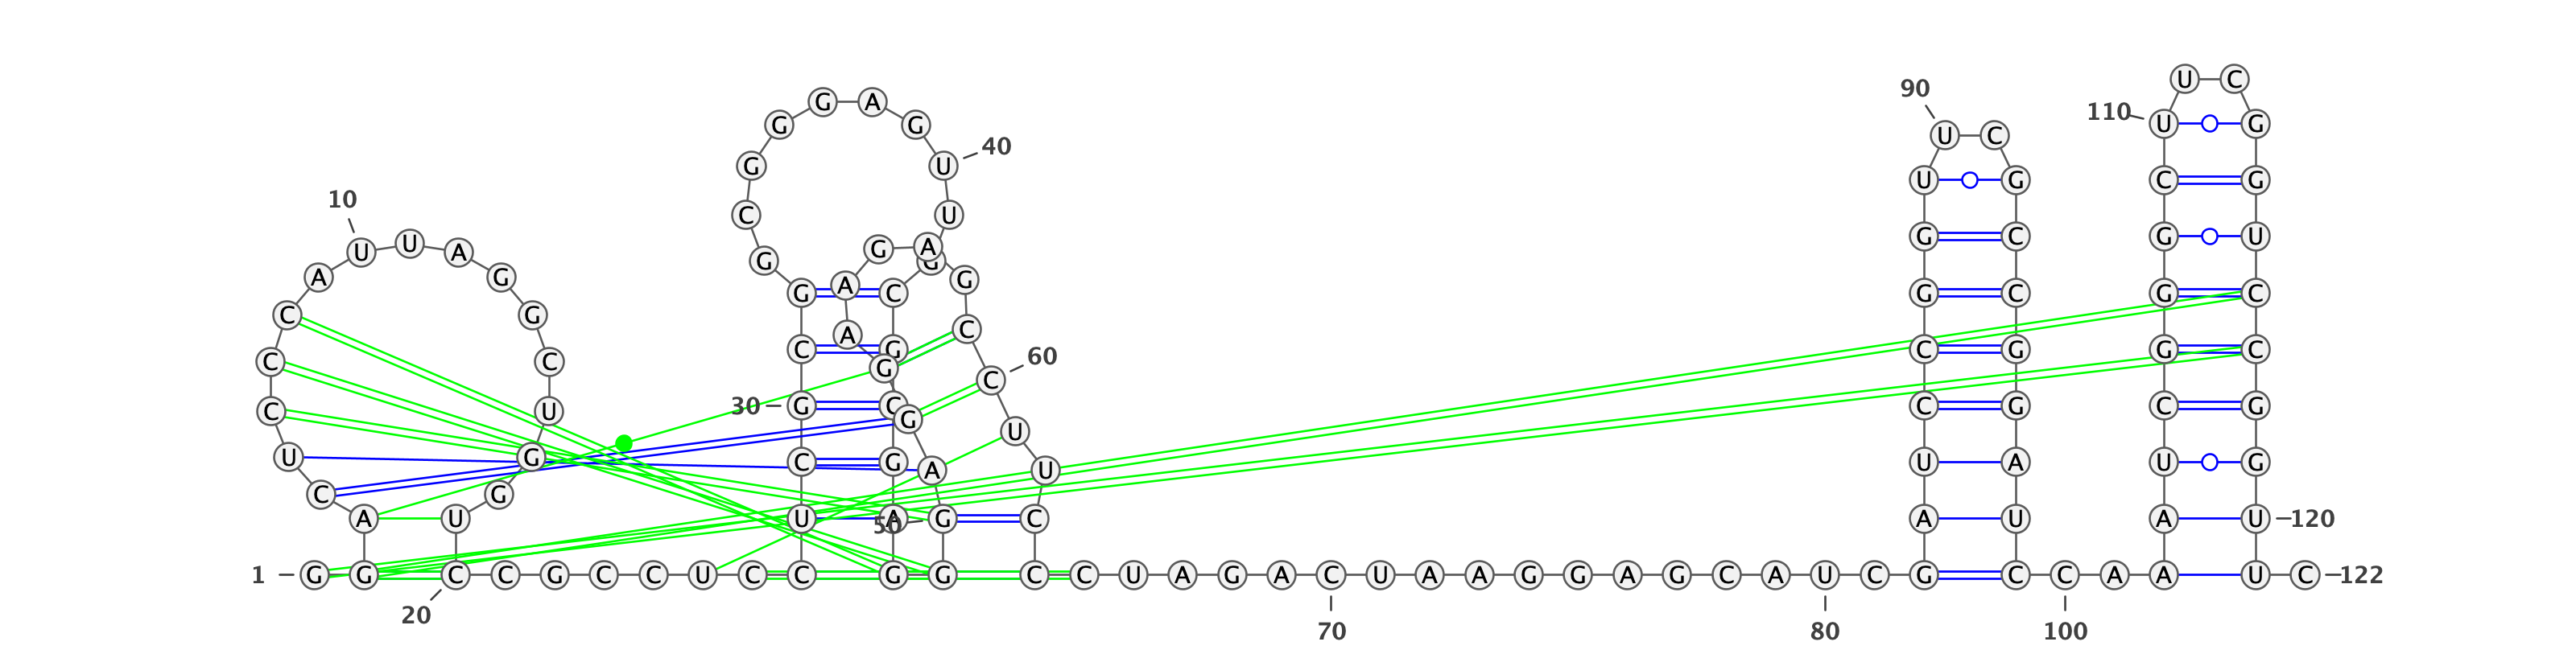 1
G G A C U C C C A U
10
U A G G C U G G U C
20
C G C C U C C U C G
30
C G G C G G G A G U
40
U G C G C G A G G G
50
A G G A A G A G C C
60
U U C C C U A G A C
70
U A A G G A G C A U
80
C G A U C C G G U U
90
C G C C G G A U C C
100
A A A U C G G G C U
110
U C G G U C C G G U
120
U C
122